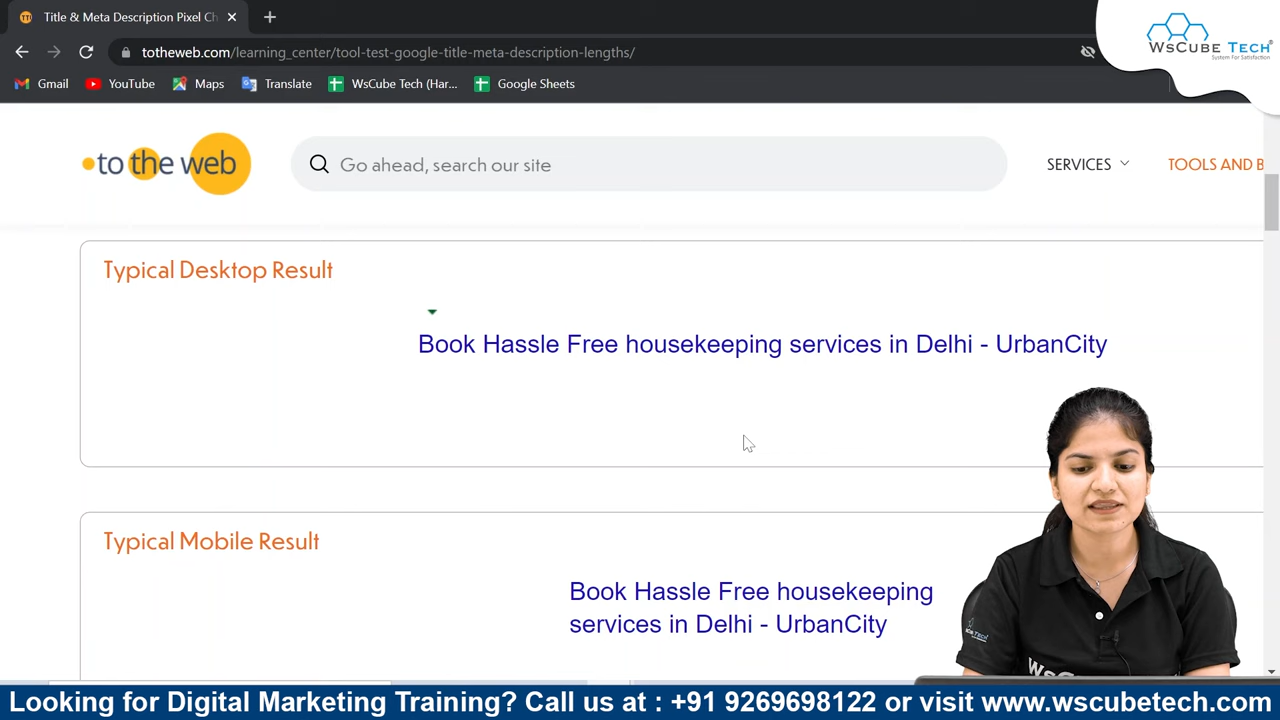 Title & Meta Description Pixel Ch
WsCube Tech
System For Satisfaction
totheweb.com/learning_center/tool-test-google-title-meta-description-lengths/
Gmail
YouTube
Maps
Translate
WsCube Tech (Har...
Google Sheets
to the web
Go ahead, search our site
SERVICES
TOOLS AND B
Typical Desktop Result
Book Hassle Free housekeeping services in Delhi - UrbanCity
Typical Mobile Result
Book Hassle Free housekeeping
services in Delhi - UrbanCity
Looking for Digital Marketing Training? Call us at : +91 9269698122 or visit www.wscubetech.com